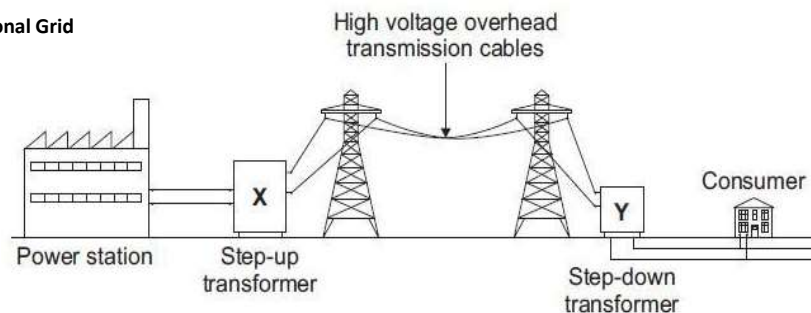 onal Grid
High voltage overhead
transmission cables
X
Y
Consumer
Power station
Step-up
transformer
Step-down
transformer